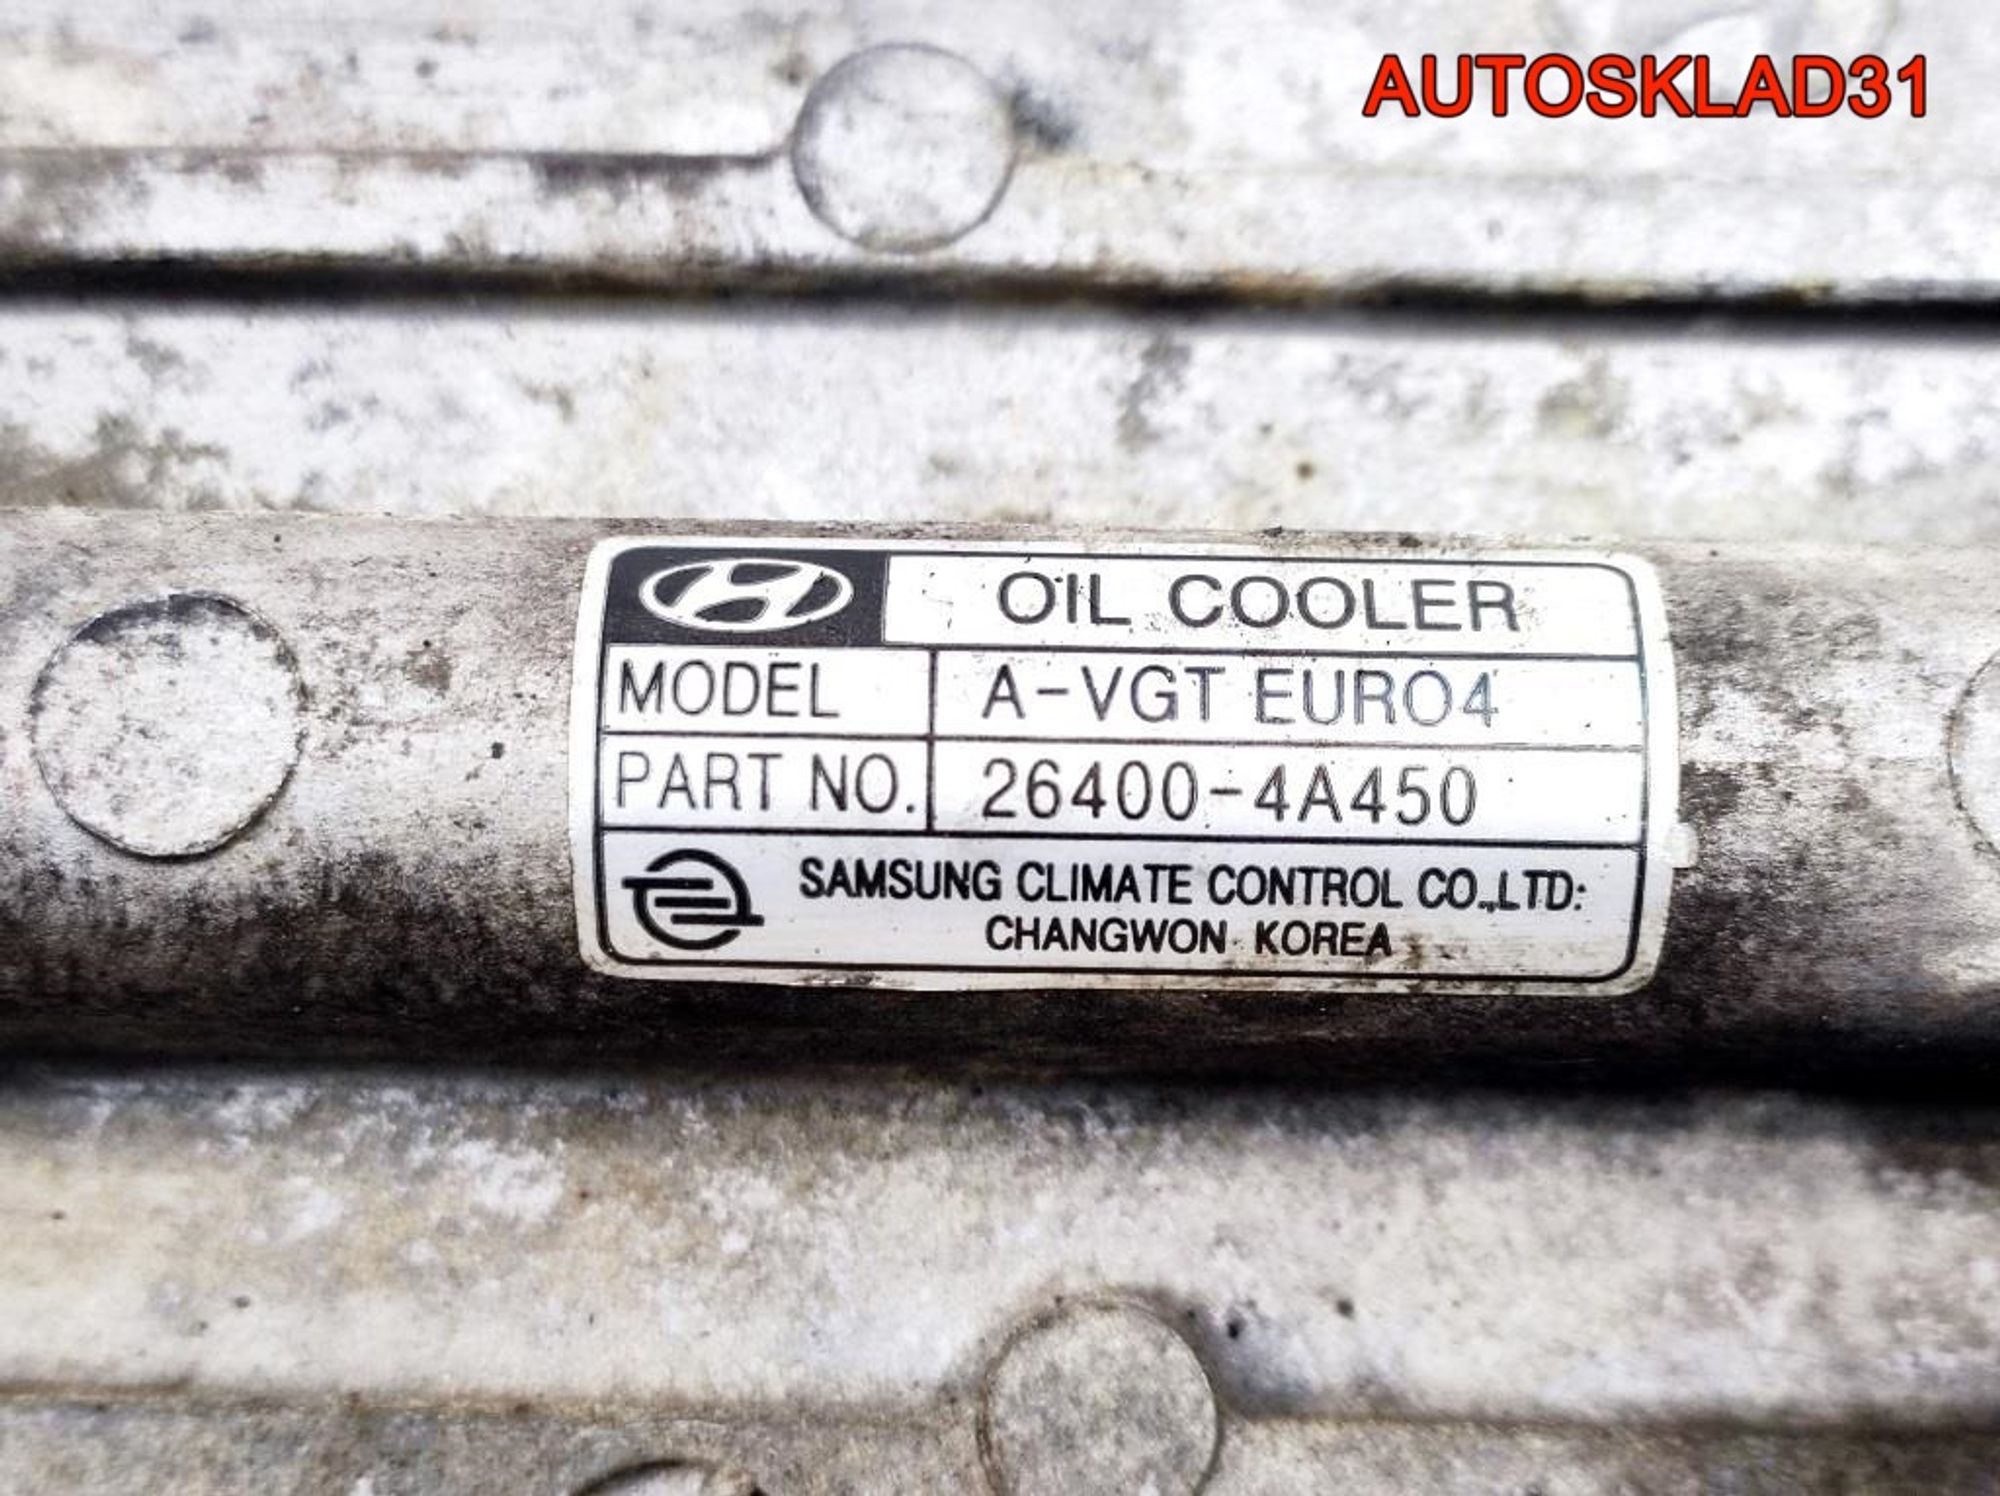 AUTOSKLAD31
OIL COOLER
MODEL A-VGT EURO4
PART NO. 26400-4A450
SAMSUNG CLIMATE CONTROL CO.,LTD:
CHANGWON KOREA